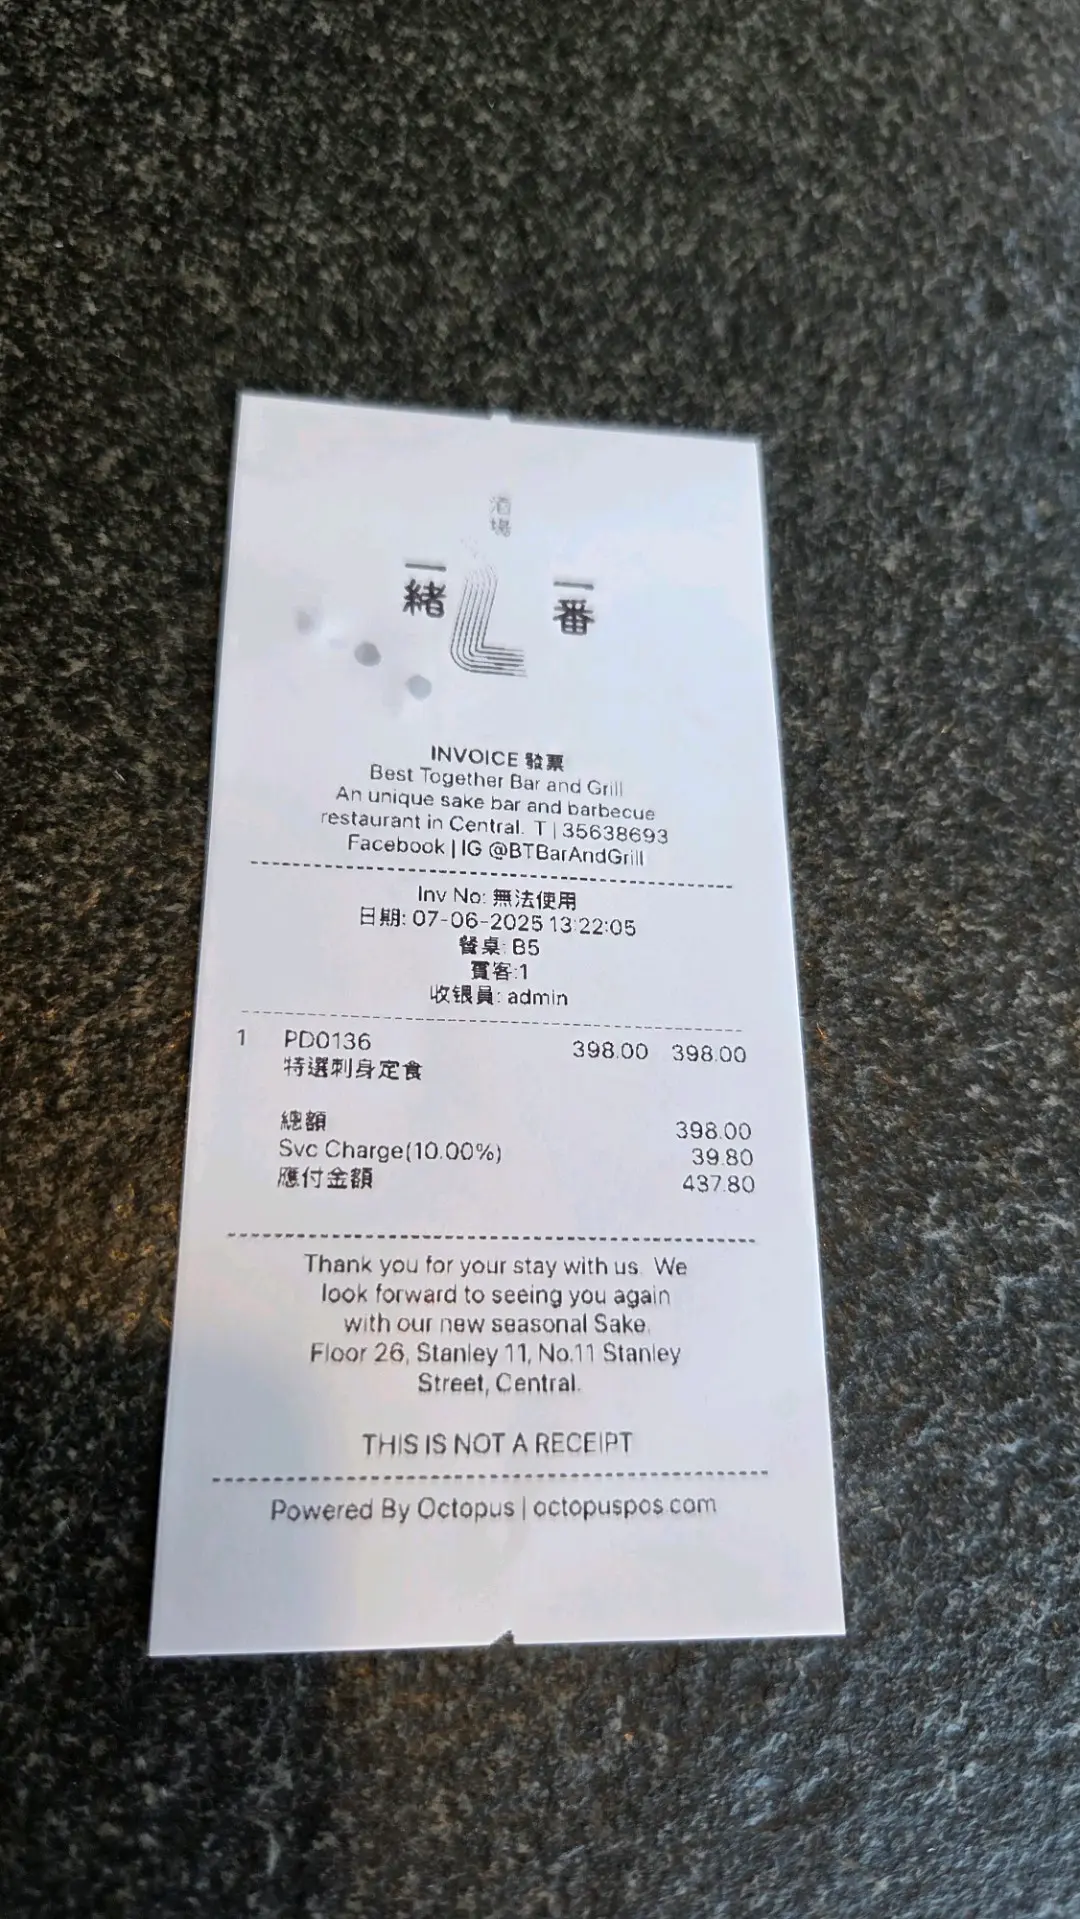 酒場
一緒
一番
INVOICE 發票
Best Together Bar and Grill
An unique sake bar and barbecue
restaurant in Central. T | 35638693
Facebook | IG @BTBarAndGrill
Inv No: 無法使用
日期: 07-06-2025 13:22:05
餐桌: B5
賓客:1
收银員: admin
1 PD0136 398.00 398.00
特選刺身定食
總額 398.00
Svc Charge(10.00%) 39.80
應付金額 437.80
Thank you for your stay with us. We
look forward to seeing you again
with our new seasonal Sake.
Floor 26, Stanley 11, No.11 Stanley
Street, Central.
THIS IS NOT A RECEIPT
Powered By Octopus | octopuspos.com